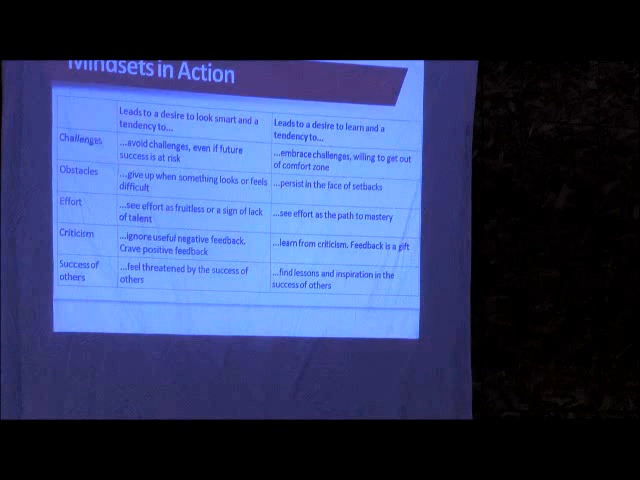 Mindsets in Action
Leads to a desire to look smart and a
tendency to...
Leads to a desire to learn and a
tendency to...
Challenges
...avoid challenges, even if future
success is at risk
...embrace challenges, willing to get out
of comfort zone
Obstacles
...give up when something looks or feels
difficult
...persist in the face of setbacks
Effort
...see effort as fruitless or a sign of lack
of talent
...see effort as the path to mastery
Criticism
...ignore useful negative feedback.
Crave positive feedback
...learn from criticism. Feedback is a gift
Success of
others
...feel threatened by the success of
others
...find lessons and inspiration in the
success of others